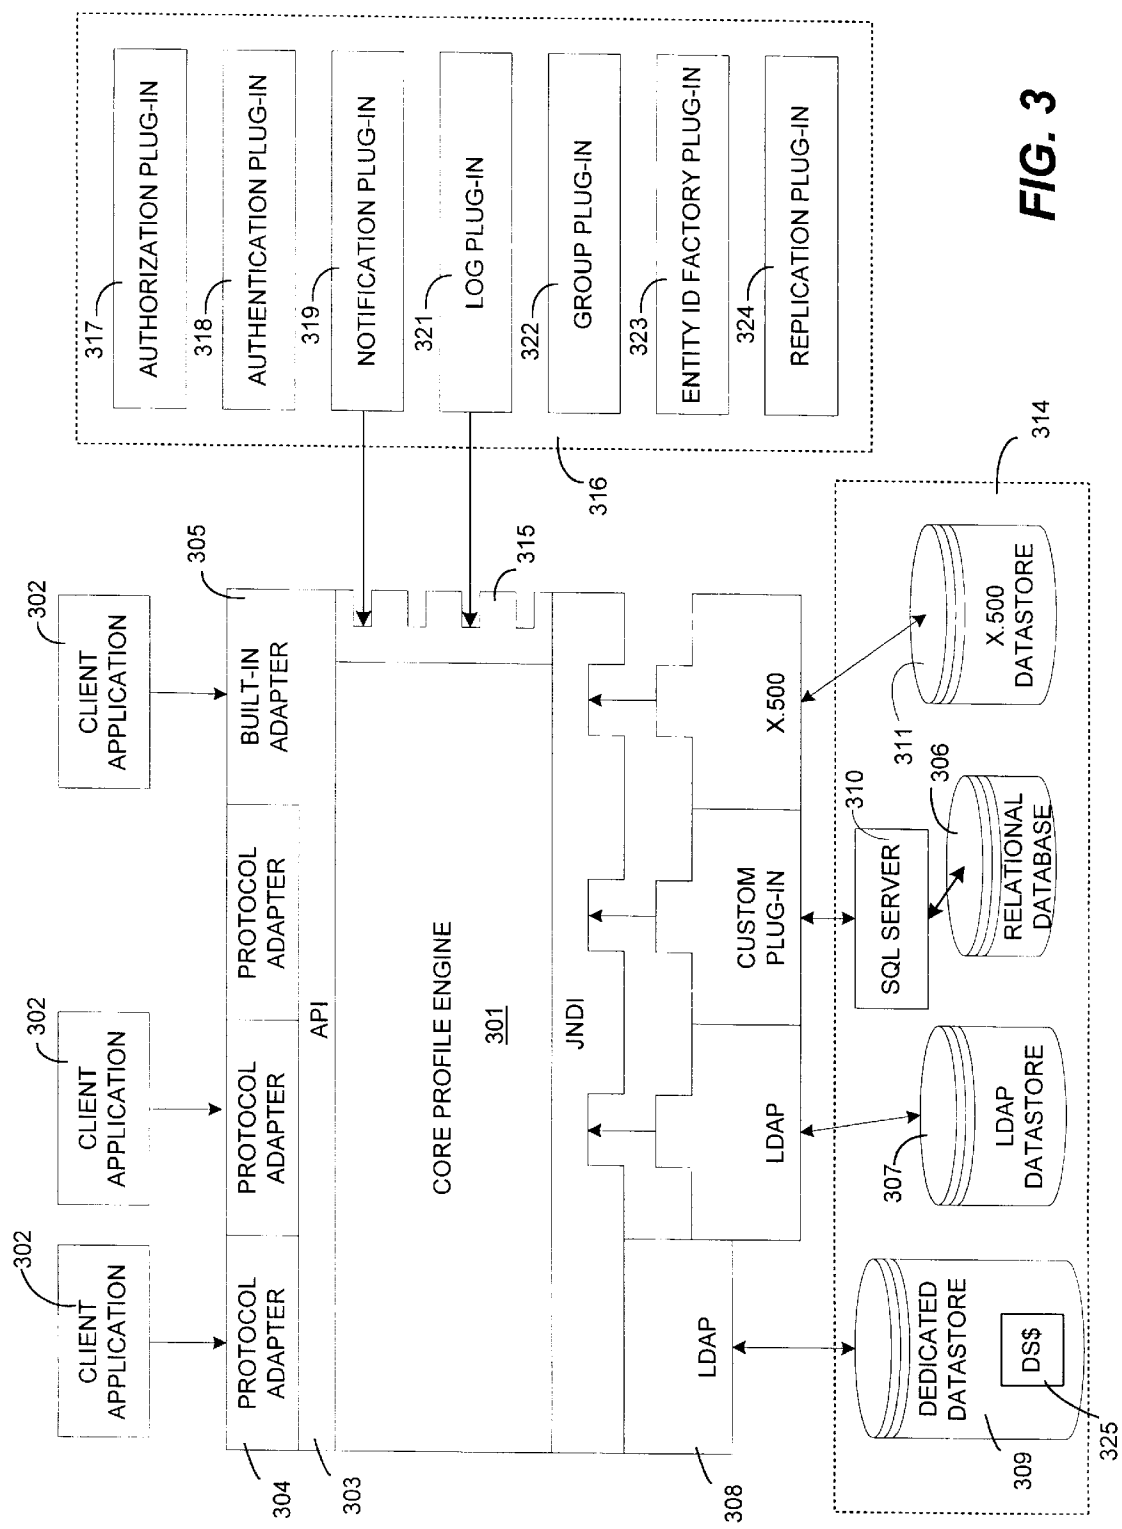 302
CLIENT
APPLICATION
302
CLIENT
APPLICATION
302
CLIENT
APPLICATION
304
PROTOCOL
ADAPTER
PROTOCOL
ADAPTER
PROTOCOL
ADAPTER
BUILT-IN
ADAPTER
305
303
API
CORE PROFILE ENGINE
301
315
JNDI
308
LDAP
LDAP
CUSTOM
PLUG-IN
X.500
317
AUTHORIZATION PLUG-IN
318
AUTHENTICATION PLUG-IN
319
NOTIFICATION PLUG-IN
321
LOG PLUG-IN
322
GROUP PLUG-IN
323
ENTITY ID FACTORY PLUG-IN
324
REPLICATION PLUG-IN
316
314
DEDICATED
DATASTORE
DS$
309
325
307
LDAP
DATASTORE
310
SQL SERVER
306
RELATIONAL
DATABASE
311
X.500
DATASTORE
FIG. 3